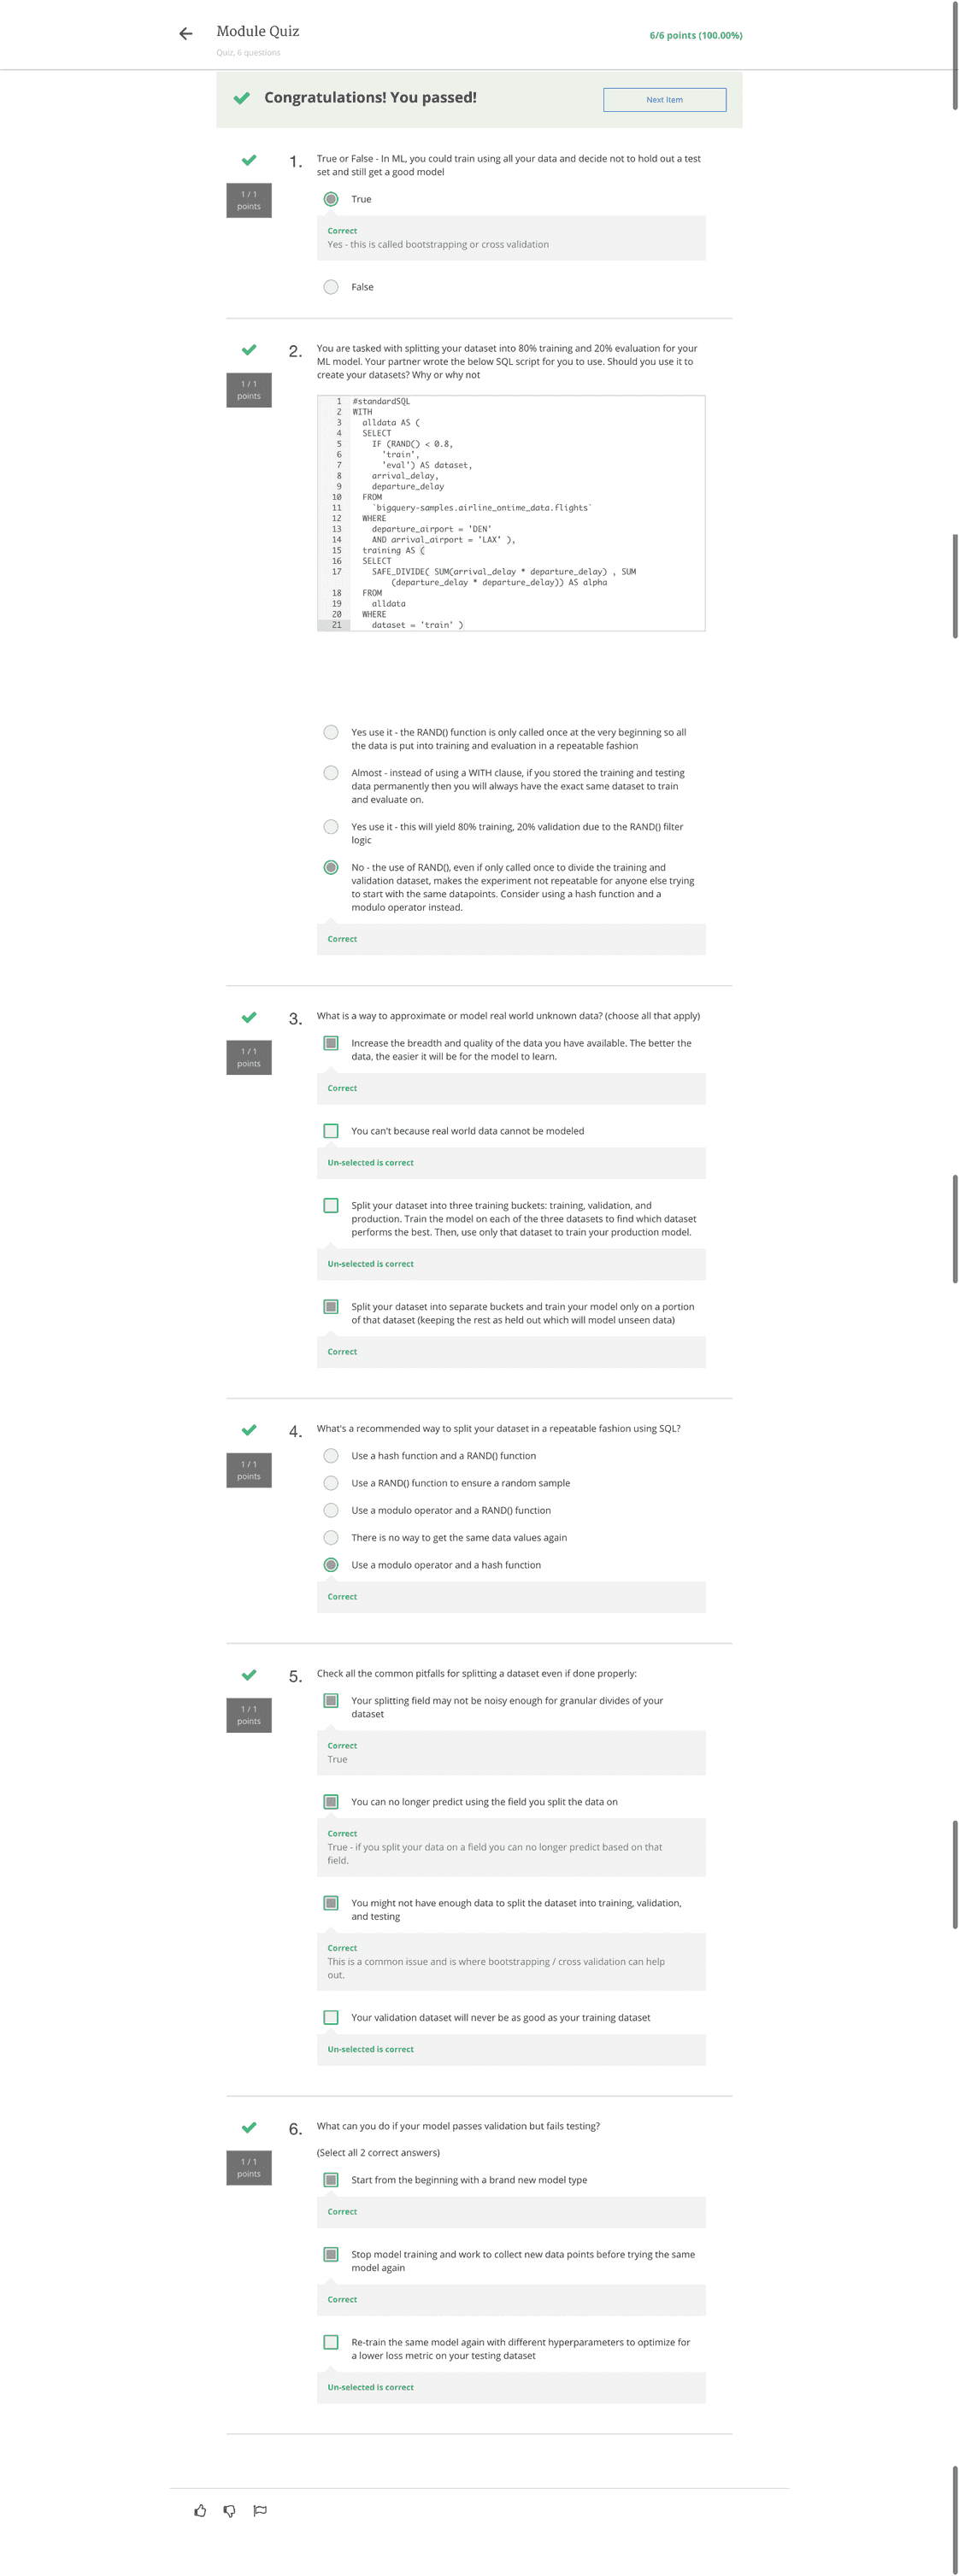 Module Quiz
6/6 points (100.00%)
Quiz, 6 questions
Congratulations! You passed!
Next Item
1 / 1
points
1.
True or False - In ML, you could train using all your data and decide not to hold out a test
set and still get a good model
True
Correct
Yes - this is called bootstrapping or cross validation
False
1 / 1
points
2.
You are tasked with splitting your dataset into 80% training and 20% evaluation for your
ML model. Your partner wrote the below SQL script for you to use. Should you use it to
create your datasets? Why or why not
1 #standardSQL
2 WITH
3 alldata AS (
4 SELECT
5 IF (RAND() < 0.8,
6 'train',
7 'eval') AS dataset,
8 arrival_delay,
9 departure_delay
10 FROM
11 `bigquery-samples.airline_ontime_data.flights`
12 WHERE
13 departure_airport = 'DEN'
14 AND arrival_airport = 'LAX' ),
15 training AS (
16 SELECT
17 SAFE_DIVIDE( SUM(arrival_delay * departure_delay) , SUM
(departure_delay * departure_delay)) AS alpha
18 FROM
19 alldata
20 WHERE
21 dataset = 'train' )
Yes use it - the RAND() function is only called once at the very beginning so all
the data is put into training and evaluation in a repeatable fashion
Almost - instead of using a WITH clause, if you stored the training and testing
data permanently then you will always have the exact same dataset to train
and evaluate on.
Yes use it - this will yield 80% training, 20% validation due to the RAND() filter
logic
No - the use of RAND(), even if only called once to divide the training and
validation dataset, makes the experiment not repeatable for anyone else trying
to start with the same datapoints. Consider using a hash function and a
modulo operator instead.
Correct
1 / 1
points
3.
What is a way to approximate or model real world unknown data? (choose all that apply)
Increase the breadth and quality of the data you have available. The better the
data, the easier it will be for the model to learn.
Correct
You can't because real world data cannot be modeled
Un-selected is correct
Split your dataset into three training buckets: training, validation, and
production. Train the model on each of the three datasets to find which dataset
performs the best. Then, use only that dataset to train your production model.
Un-selected is correct
Split your dataset into separate buckets and train your model only on a portion
of that dataset (keeping the rest as held out which will model unseen data)
Correct
1 / 1
points
4.
What's a recommended way to split your dataset in a repeatable fashion using SQL?
Use a hash function and a RAND() function
Use a RAND() function to ensure a random sample
Use a modulo operator and a RAND() function
There is no way to get the same data values again
Use a modulo operator and a hash function
Correct
1 / 1
points
5.
Check all the common pitfalls for splitting a dataset even if done properly:
Your splitting field may not be noisy enough for granular divides of your
dataset
Correct
True
You can no longer predict using the field you split the data on
Correct
True - if you split your data on a field you can no longer predict based on that
field.
You might not have enough data to split the dataset into training, validation,
and testing
Correct
This is a common issue and is where bootstrapping / cross validation can help
out.
Your validation dataset will never be as good as your training dataset
Un-selected is correct
1 / 1
points
6.
What can you do if your model passes validation but fails testing?
(Select all 2 correct answers)
Start from the beginning with a brand new model type
Correct
Stop model training and work to collect new data points before trying the same
model again
Correct
Re-train the same model again with different hyperparameters to optimize for
a lower loss metric on your testing dataset
Un-selected is correct